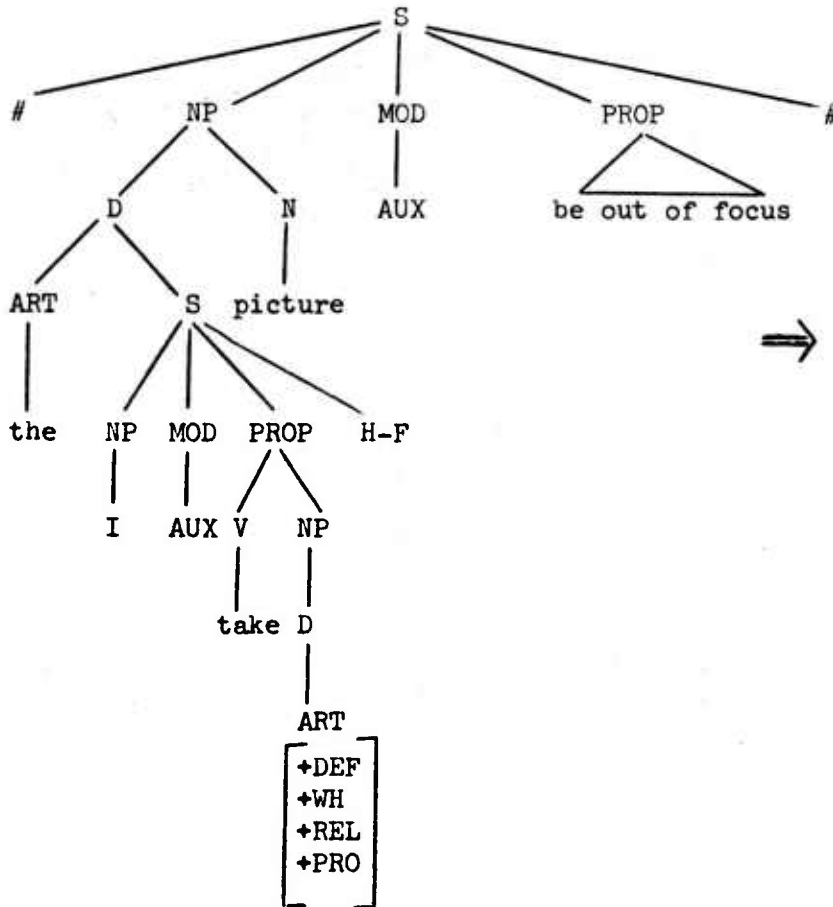 S
# NP MOD PROP #
D N AUX be out of focus
ART S picture
⇒
the NP MOD PROP H-F
I AUX V NP
take D
ART
+DEF
+WH
+REL
+PRO